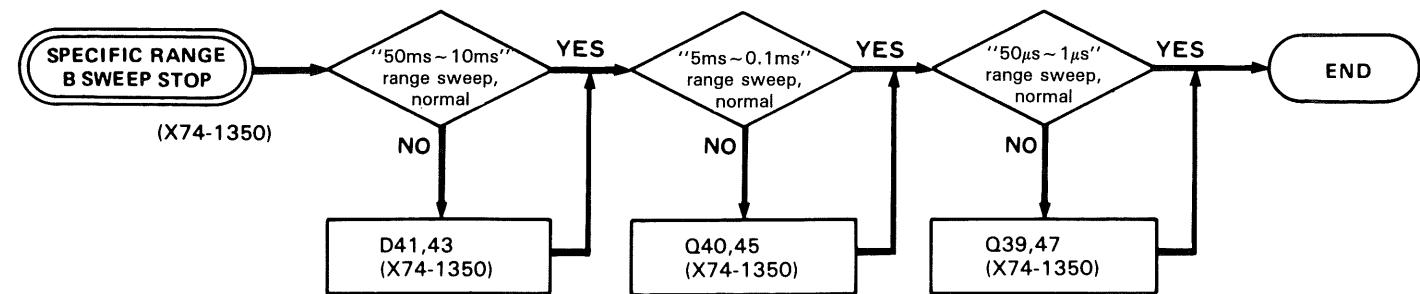 SPECIFIC RANGE
B SWEEP STOP
(X74-1350)
"50ms~10ms"
range sweep,
normal
YES
NO
D41,43
(X74-1350)
"5ms~0.1ms"
range sweep,
normal
YES
NO
Q40,45
(X74-1350)
"50μs~1μs"
range sweep,
normal
YES
NO
Q39,47
(X74-1350)
END